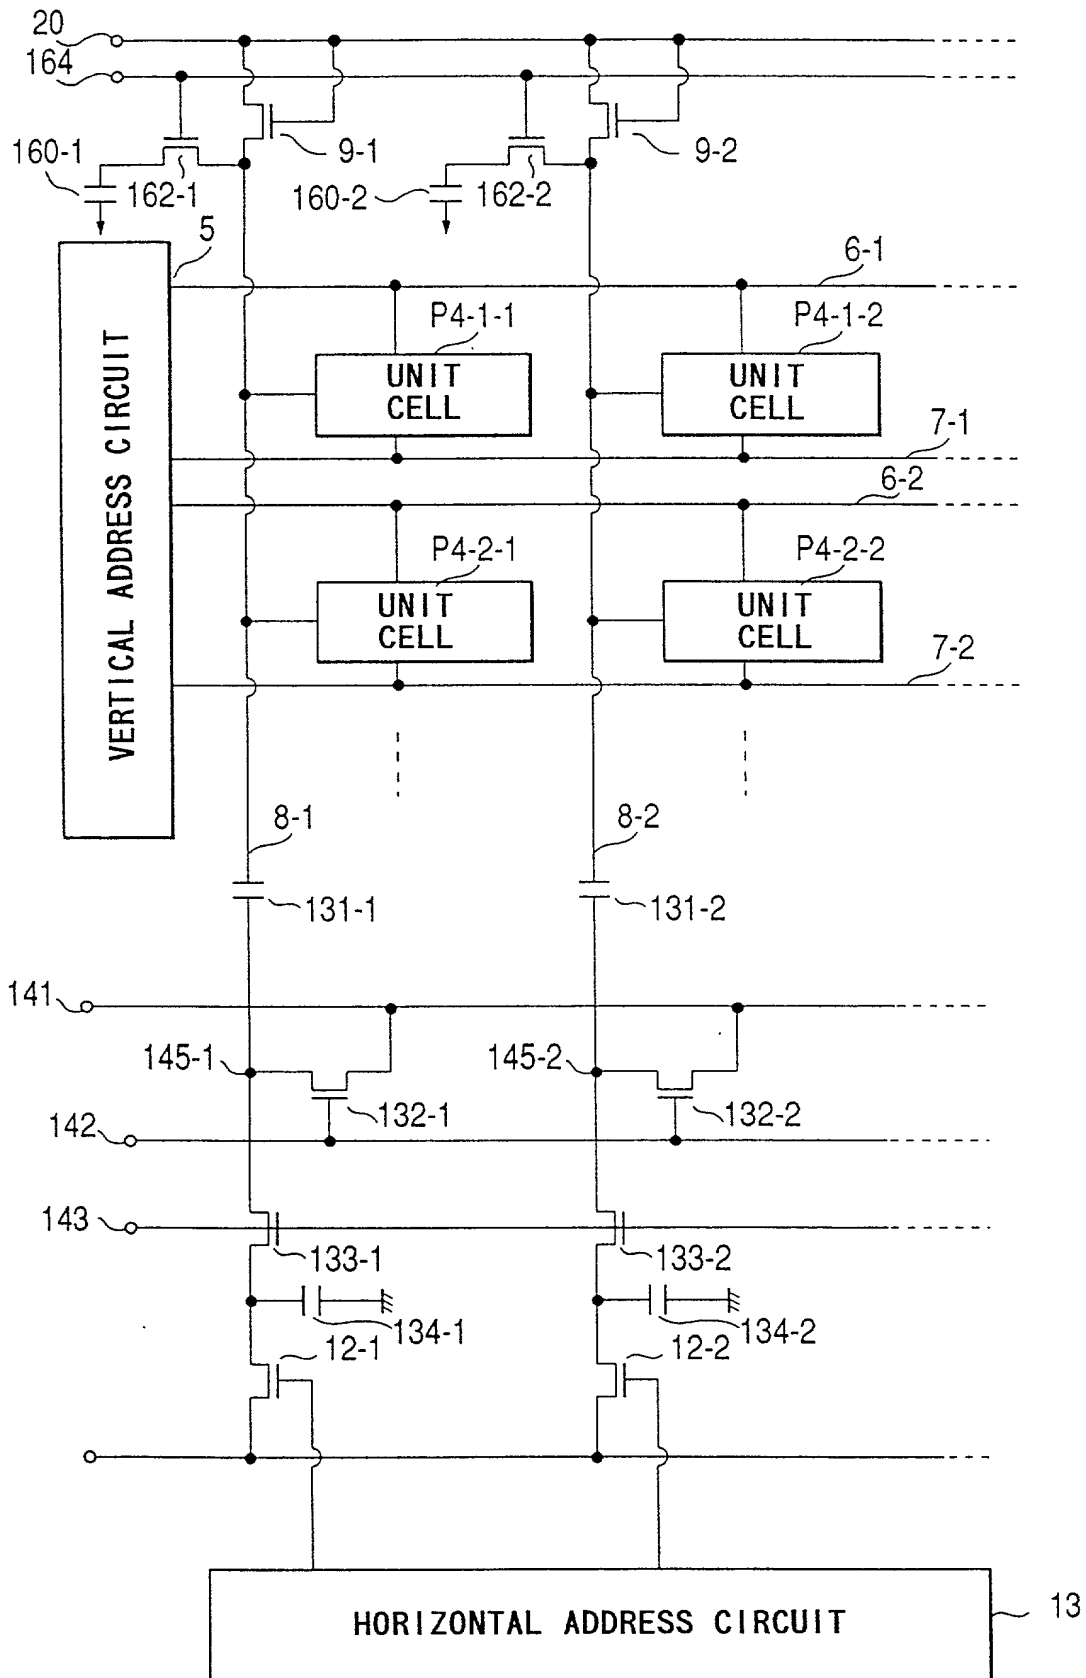 20
164
160-1
162-1
9-1
160-2
162-2
9-2
5
6-1
P4-1-1
P4-1-2
UNIT
CELL
UNIT
CELL
7-1
6-2
P4-2-1
P4-2-2
UNIT
CELL
UNIT
CELL
7-2
VERTICAL ADDRESS CIRCUIT
8-1
8-2
131-1
131-2
141
145-1
145-2
132-1
132-2
142
143
133-1
133-2
134-1
134-2
12-1
12-2
HORIZONTAL ADDRESS CIRCUIT
13